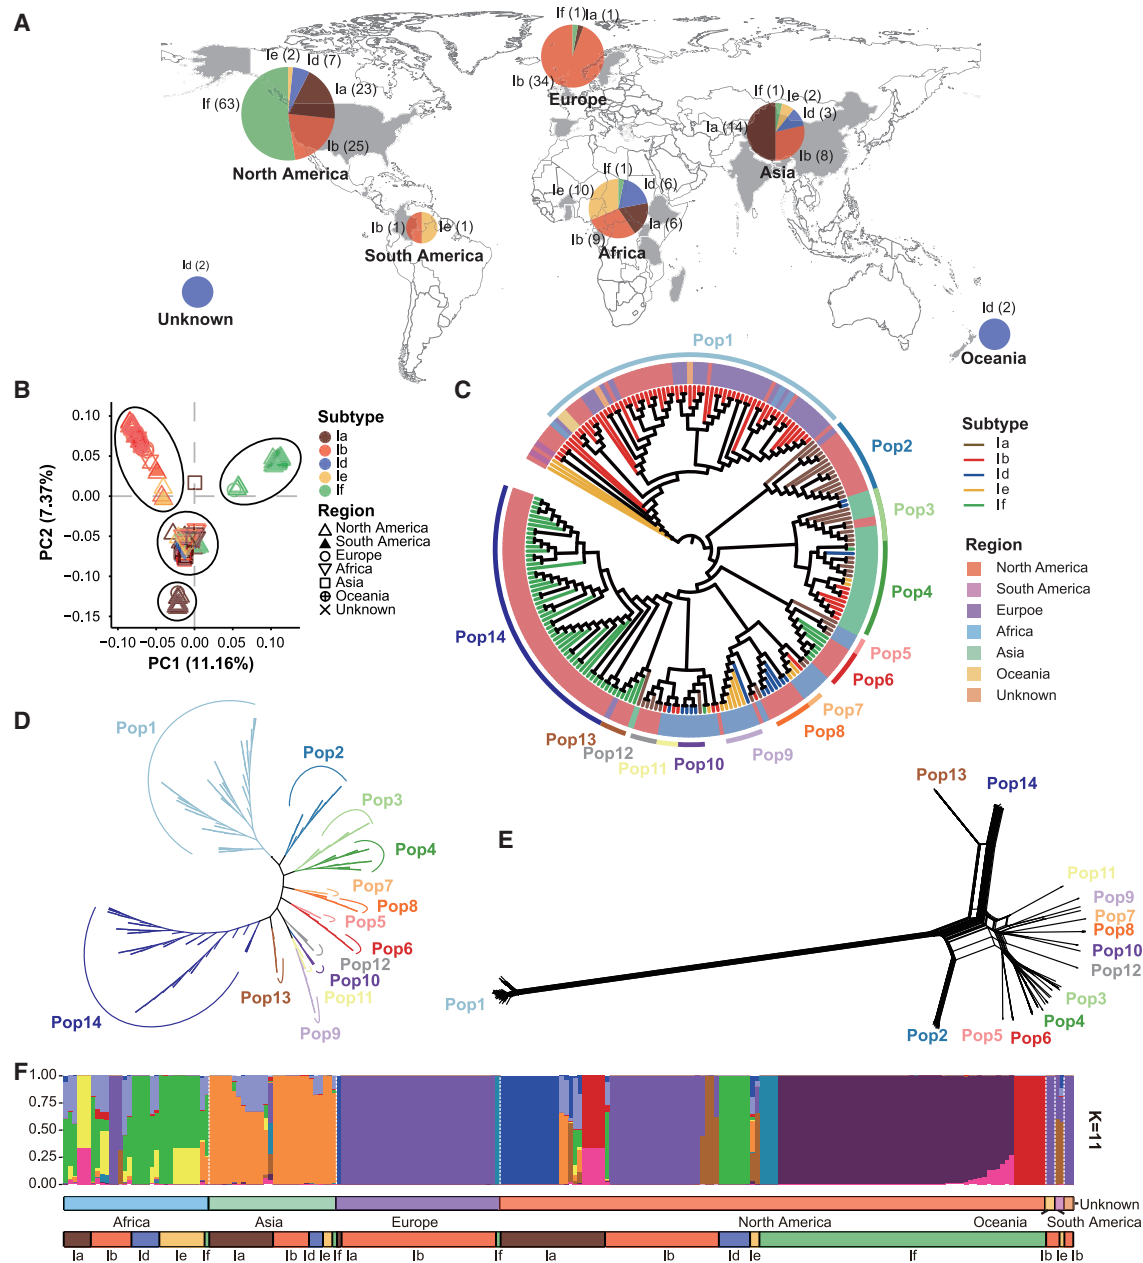 A
If (1)
Ia (1)
Ib (34)
Europe
Ie (2)
Id (7)
Ia (23)
If (63)
Ib (25)
North America
If (1)
Ie (2)
Id (3)
Ia (14)
Ib (8)
Asia
If (1)
Ie (10)
Id (6)
Ia (6)
Ib (9)
Africa
Ib (1)
Ie (1)
South America
Id (2)
Unknown
Id (2)
Oceania
B
0.10
0.05
0.00
−0.05
−0.10
−0.15
PC2 (7.37%)
−0.10
−0.05
0.00
0.05
0.10
PC1 (11.16%)
Subtype
Ia
Ib
Id
Ie
If
Region
North America
South America
Europe
Africa
Asia
Oceania
Unknown
C
Pop1
Pop2
Pop3
Pop4
Pop5
Pop6
Pop7
Pop8
Pop9
Pop10
Pop11
Pop12
Pop13
Pop14
Subtype
Ia
Ib
Id
Ie
If
Region
North America
South America
Eurpoe
Africa
Asia
Oceania
Unknown
D
Pop1
Pop2
Pop3
Pop4
Pop7
Pop8
Pop5
Pop6
Pop12
Pop10
Pop11
Pop13
Pop9
Pop14
E
Pop13
Pop14
Pop11
Pop9
Pop7
Pop8
Pop10
Pop12
Pop3
Pop4
Pop6
Pop5
Pop2
Pop1
F
1.00
0.75
0.50
0.25
0.00
K=11
Unknown
Africa
Asia
Europe
North America
Oceania
South America
Ia
Ib
Id
Ie
If
Ia
Ib
Id
Ie
If
Ia
Ib
If
Ia
Ib
Id
Ie
If
Ib
Ie
Ib